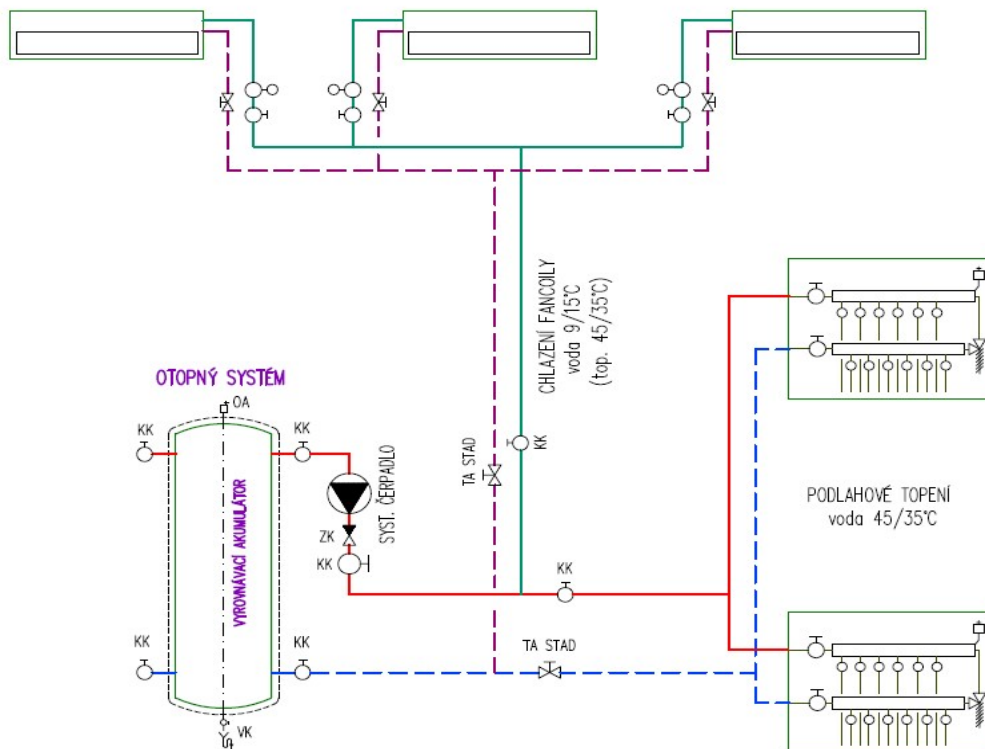 CHLAZENÍ FANCOILY
voda 9/15°C
(top. 45/35°C)
OTOPNÝ SYSTÉM
OA
KK
KK
VYROVNÁVACÍ AKUMULÁTOR
SYST. ČERPADLO
ZK
KK
TA STAD
KK
KK
PODLAHOVÉ TOPENÍ
voda 45/35°C
KK
KK
TA STAD
VK